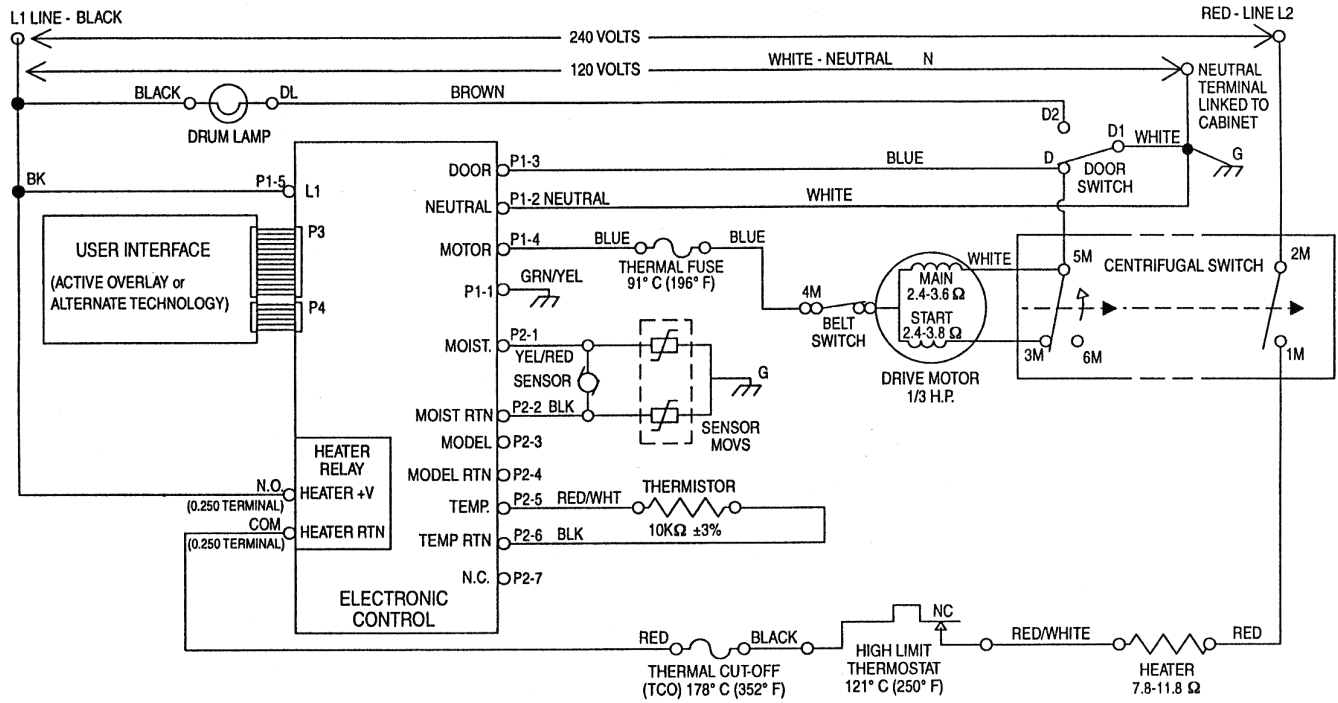 L1 LINE - BLACK
RED - LINE L2
240 VOLTS
120 VOLTS
WHITE - NEUTRAL N
NEUTRAL
TERMINAL
LINKED TO
CABINET
BLACK
DL
BROWN
DRUM LAMP
D2
D1
WHITE
G
D
DOOR
SWITCH
BK
P1-5
L1
DOOR
P1-3
BLUE
NEUTRAL
P1-2 NEUTRAL
WHITE
P3
USER INTERFACE
(ACTIVE OVERLAY or
ALTERNATE TECHNOLOGY)
P4
MOTOR
P1-4
BLUE
BLUE
THERMAL FUSE
91° C (196° F)
P1-1
GRN/YEL
WHITE
5M
CENTRIFUGAL SWITCH
2M
MAIN
2.4-3.6 Ω
START
2.4-3.8 Ω
4M
BELT
SWITCH
3M
6M
1M
DRIVE MOTOR
1/3 H.P.
MOIST.
P2-1
YEL/RED
SENSOR
G
MOIST RTN
P2-2 BLK
SENSOR
MOVS
MODEL
P2-3
MODEL RTN
P2-4
HEATER
RELAY
N.O.
(0.250 TERMINAL)
HEATER +V
COM
(0.250 TERMINAL)
HEATER RTN
TEMP.
P2-5
RED/WHT
THERMISTOR
10KΩ ±3%
TEMP RTN
P2-6
BLK
N.C.
P2-7
ELECTRONIC
CONTROL
RED
BLACK
THERMAL CUT-OFF
(TCO) 178° C (352° F)
NC
HIGH LIMIT
THERMOSTAT
121° C (250° F)
RED/WHITE
RED
HEATER
7.8-11.8 Ω